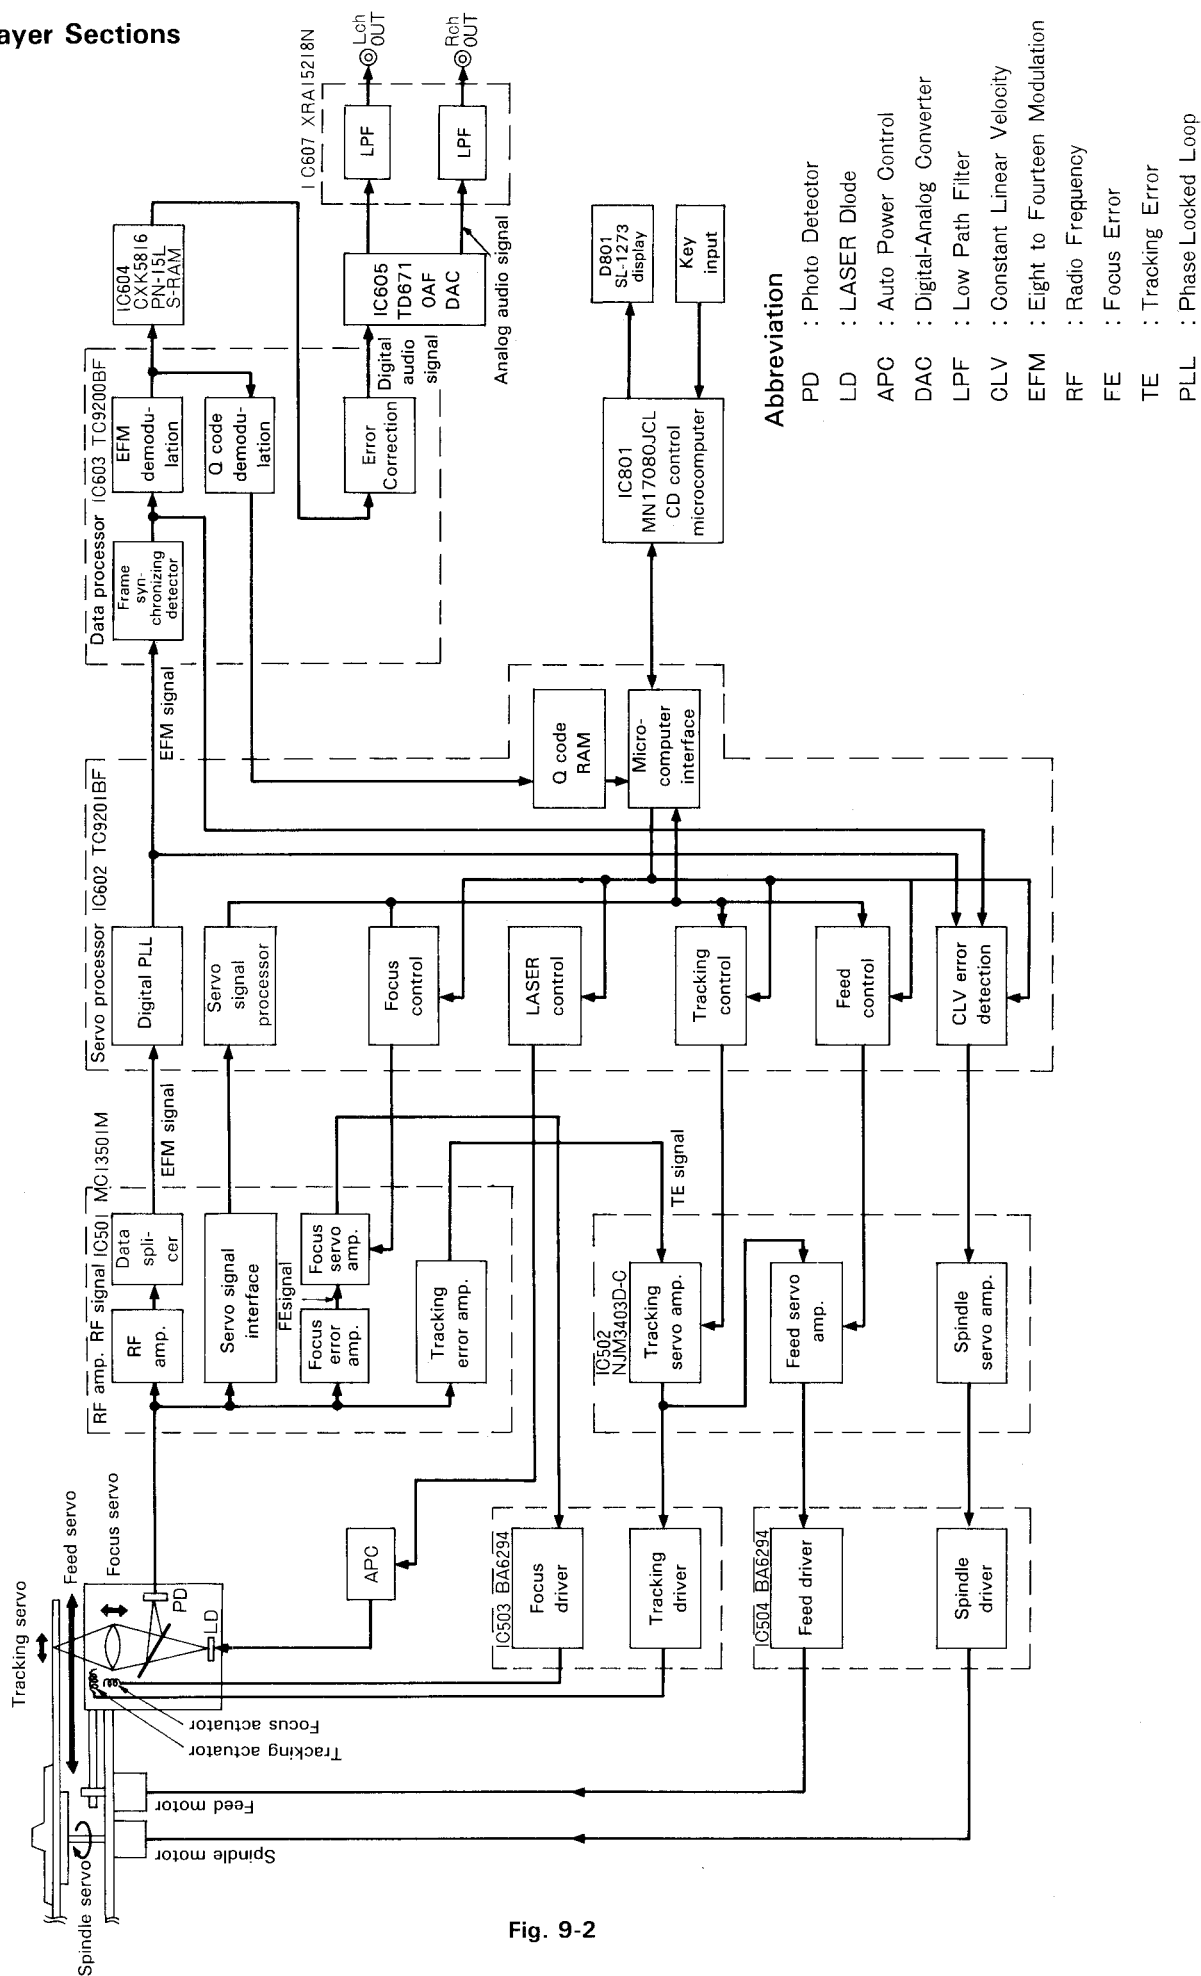 ayer Sections
Tracking servo
Feed servo
Focus servo
PD
LD
Spindle servo
Focus actuator
Tracking actuator
Feed motor
Spindle motor
APC
RF amp. RF signal IC501 MC13501M
RF
amp.
Data
spli-
cer
Servo signal
interface
FEsignal
Focus
error
amp.
Focus
servo
amp.
Tracking
error amp.
EFM signal
TE signal
IC502
NJM3403D-C
Tracking
servo amp.
Feed servo
amp.
Spindle
servo amp.
IC503 BA6294
Focus
driver
Tracking
driver
IC504 BA6294
Feed driver
Spindle
driver
Servo processor IC602 TC9201BF
Digital PLL
Servo
signal
processor
Focus
control
LASER
control
Tracking
control
Feed
control
CLV error
detection
Q code
RAM
Micro-
computer
interface
EFM signal
Data processor IC603 TC9200BF
Frame
syn-
chronizing
detector
EFM
demodu-
lation
Q code
demodu-
lation
Error
Correction
IC604
CXK5816
PN-15L
S-RAM
Digital
audio
signal
IC605
TD671
0AF
DAC
Analog audio signal
IC607 XRA15218N
LPF
LPF
Lch
OUT
Rch
OUT
IC801
MN17080JCL
CD control
microcomputer
D801
SL-1273
display
Key
input
Abbreviation
PD : Photo Detector
LD : LASER DIode
APC : Auto Power Control
DAC : Digital-Analog Converter
LPF : Low Path Filter
CLV : Constant Linear Velocity
EFM : Eight to Fourteen Modulation
RF : Radio Frequency
FE : Focus Error
TE : Tracking Error
PLL : Phase Locked Loop
Fig. 9-2